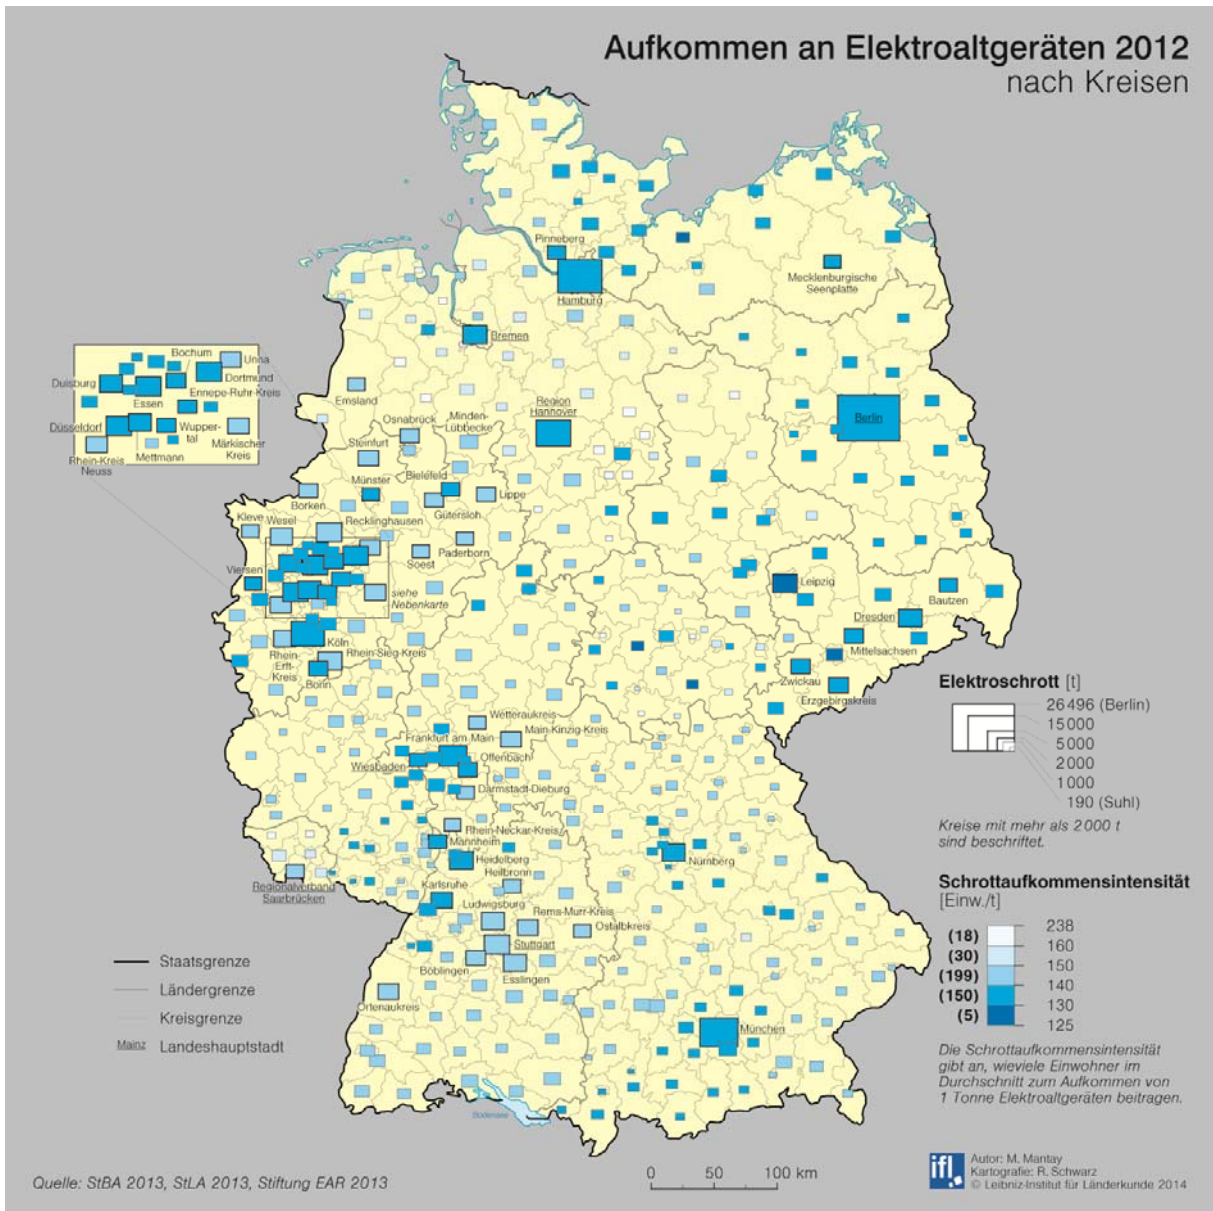 Aufkommen an Elektroaltgeräten 2012
nach Kreisen
Pinneberg
Hamburg
Mecklenburgische
Seenplatte
Bremen
Bochum
Unna
Duisburg
Dortmund
Ennepe-Ruhr-Kreis
Essen
Düsseldorf
Wupper-
tal
Märkischer
Kreis
Rhein-Kreis
Neuss
Mettmann
Emsland
Osnabrück
Minden-
Lübbecke
Region
Hannover
Berlin
Steinfurt
Münster
Bielefeld
Lippe
Borken
Gütersloh
Kleve
Wesel
Recklinghausen
Paderborn
Soest
Viersen
siehe
Nebenkarte
Leipzig
Bautzen
Dresden
Köln
Rhein-
Erft-
Kreis
Rhein-Sieg-Kreis
Bonn
Mittelsachsen
Zwickau
Erzgebirgskreis
Wetteraukreis
Main-Kinzig-Kreis
Frankfurt am Main
Wiesbaden
Offenbach
Darmstadt-Dieburg
Rhein-Neckar-Kreis
Mannheim
Heidelberg
Heilbronn
Nürnberg
Regionalverband
Saarbrücken
Karlsruhe
Ludwigsburg
Rems-Murr-Kreis
Ostalbkreis
Stuttgart
Böblingen
Esslingen
Ortenaukreis
München
Bodensee
Elektroschrott [t]
26 496 (Berlin)
15 000
5 000
2 000
1 000
190 (Suhl)
Kreise mit mehr als 2 000 t
sind beschriftet.
Schrottaufkommensintensität
[Einw./t]
238
(18)
160
(30)
150
(199)
140
(150)
130
(5)
125
Die Schrottaufkommensintensität
gibt an, wieviele Einwohner im
Durchschnitt zum Aufkommen von
1 Tonne Elektroaltgeräten beitragen.
Staatsgrenze
Ländergrenze
Kreisgrenze
Mainz Landeshauptstadt
0 50 100 km
Quelle: StBA 2013, StLA 2013, Stiftung EAR 2013
ifl
Autor: M. Mantay
Kartografie: R. Schwarz
© Leibniz-Institut für Länderkunde 2014